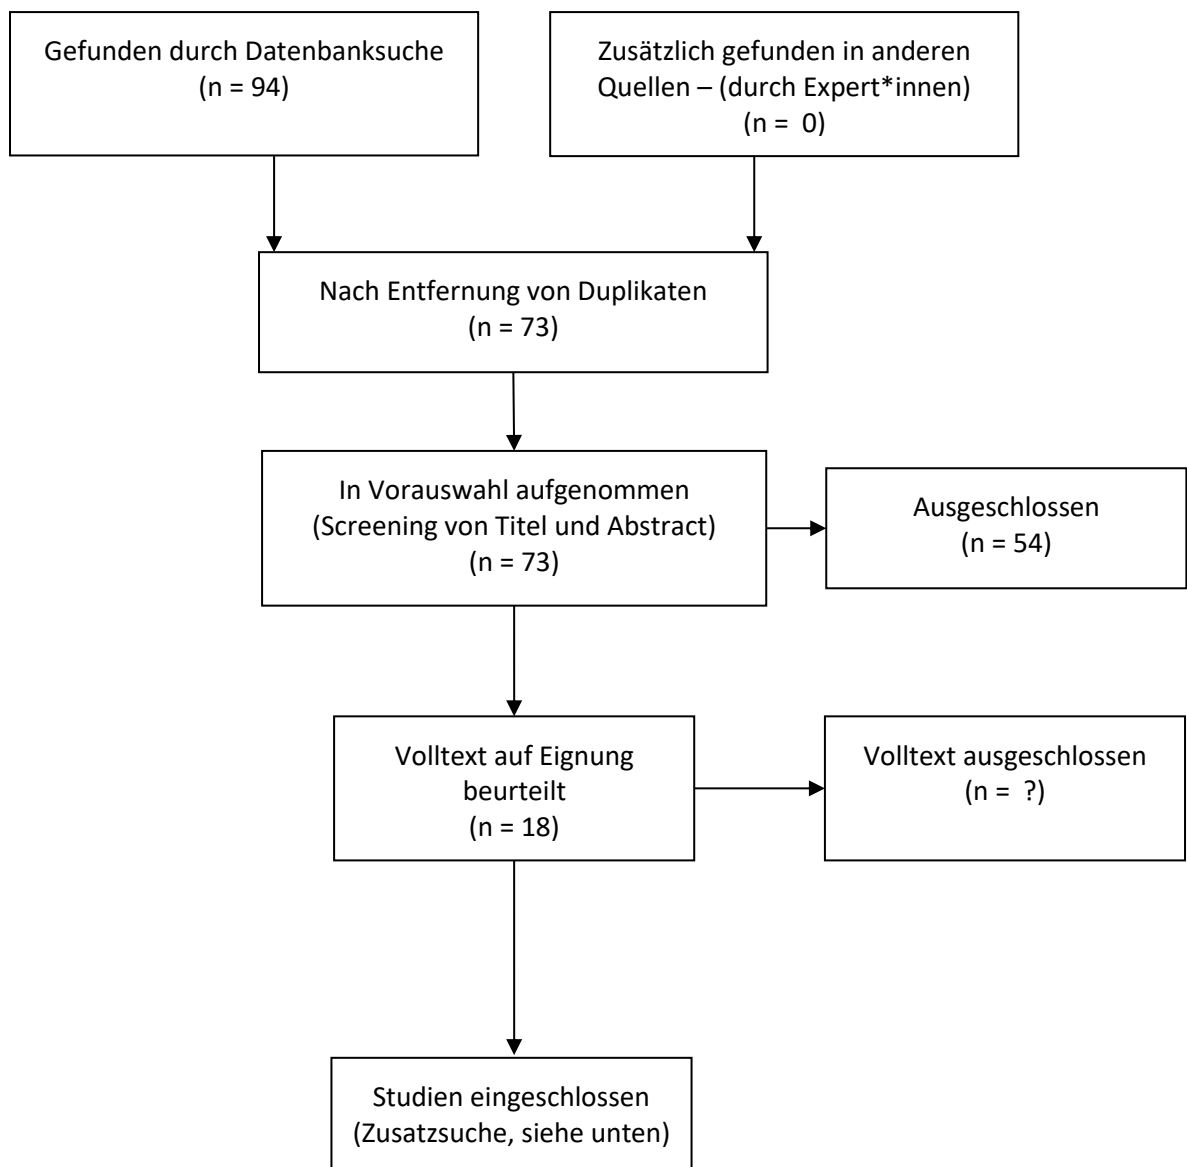 Gefunden durch Datenbanksuche
(n = 94)
Zusätzlich gefunden in anderen
Quellen – (durch Expert*innen)
(n = 0)
Nach Entfernung von Duplikaten
(n = 73)
In Vorauswahl aufgenommen
(Screening von Titel und Abstract)
(n = 73)
Ausgeschlossen
(n = 54)
Volltext auf Eignung
beurteilt
(n = 18)
Volltext ausgeschlossen
(n = ?)
Studien eingeschlossen
(Zusatzsuche, siehe unten)